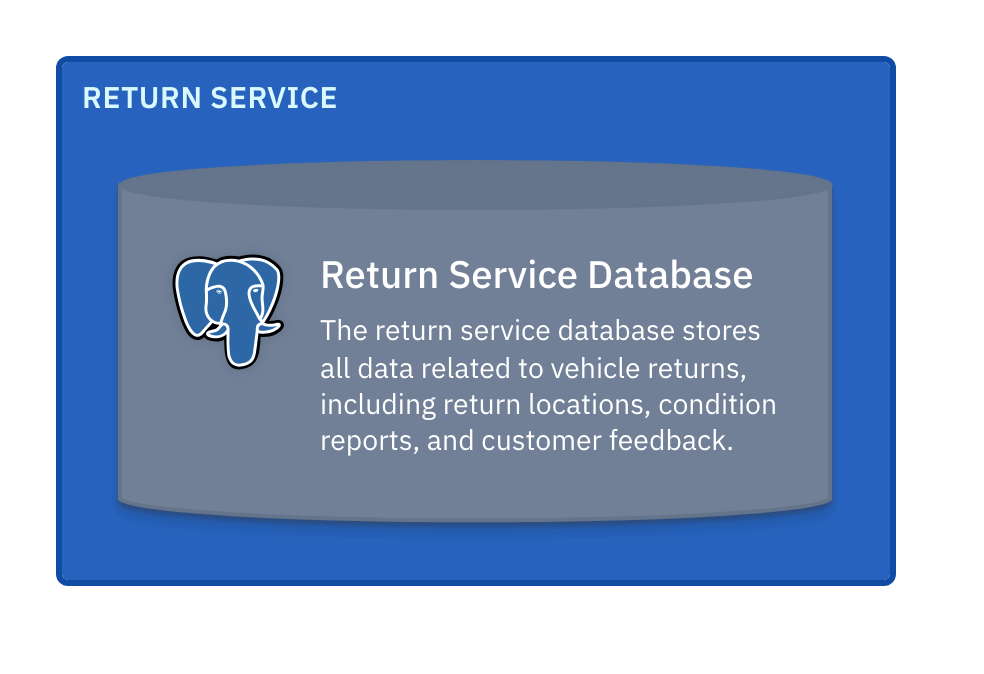 RETURN SERVICE
Return Service Database
The return service database stores
all data related to vehicle returns,
including return locations, condition
reports, and customer feedback.